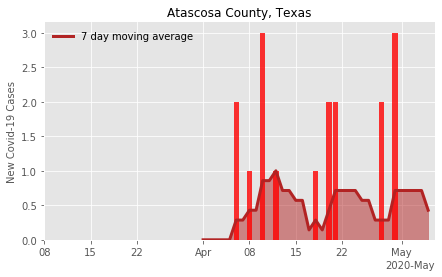 Atascosa County, Texas
7 day moving average
New Covid-19 Cases
3.0
2.5
2.0
1.5
1.0
0.5
0.0
08 15 22 Apr 08 15 22 May
2020-May